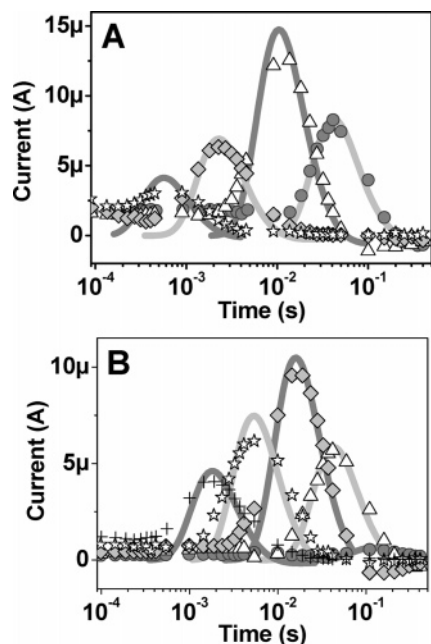 A
15µ
10µ
5µ
0
Current (A)
10⁻⁴ 10⁻³ 10⁻² 10⁻¹
Time (s)
B
10µ
5µ
0
Current (A)
10⁻⁴ 10⁻³ 10⁻² 10⁻¹
Time (s)